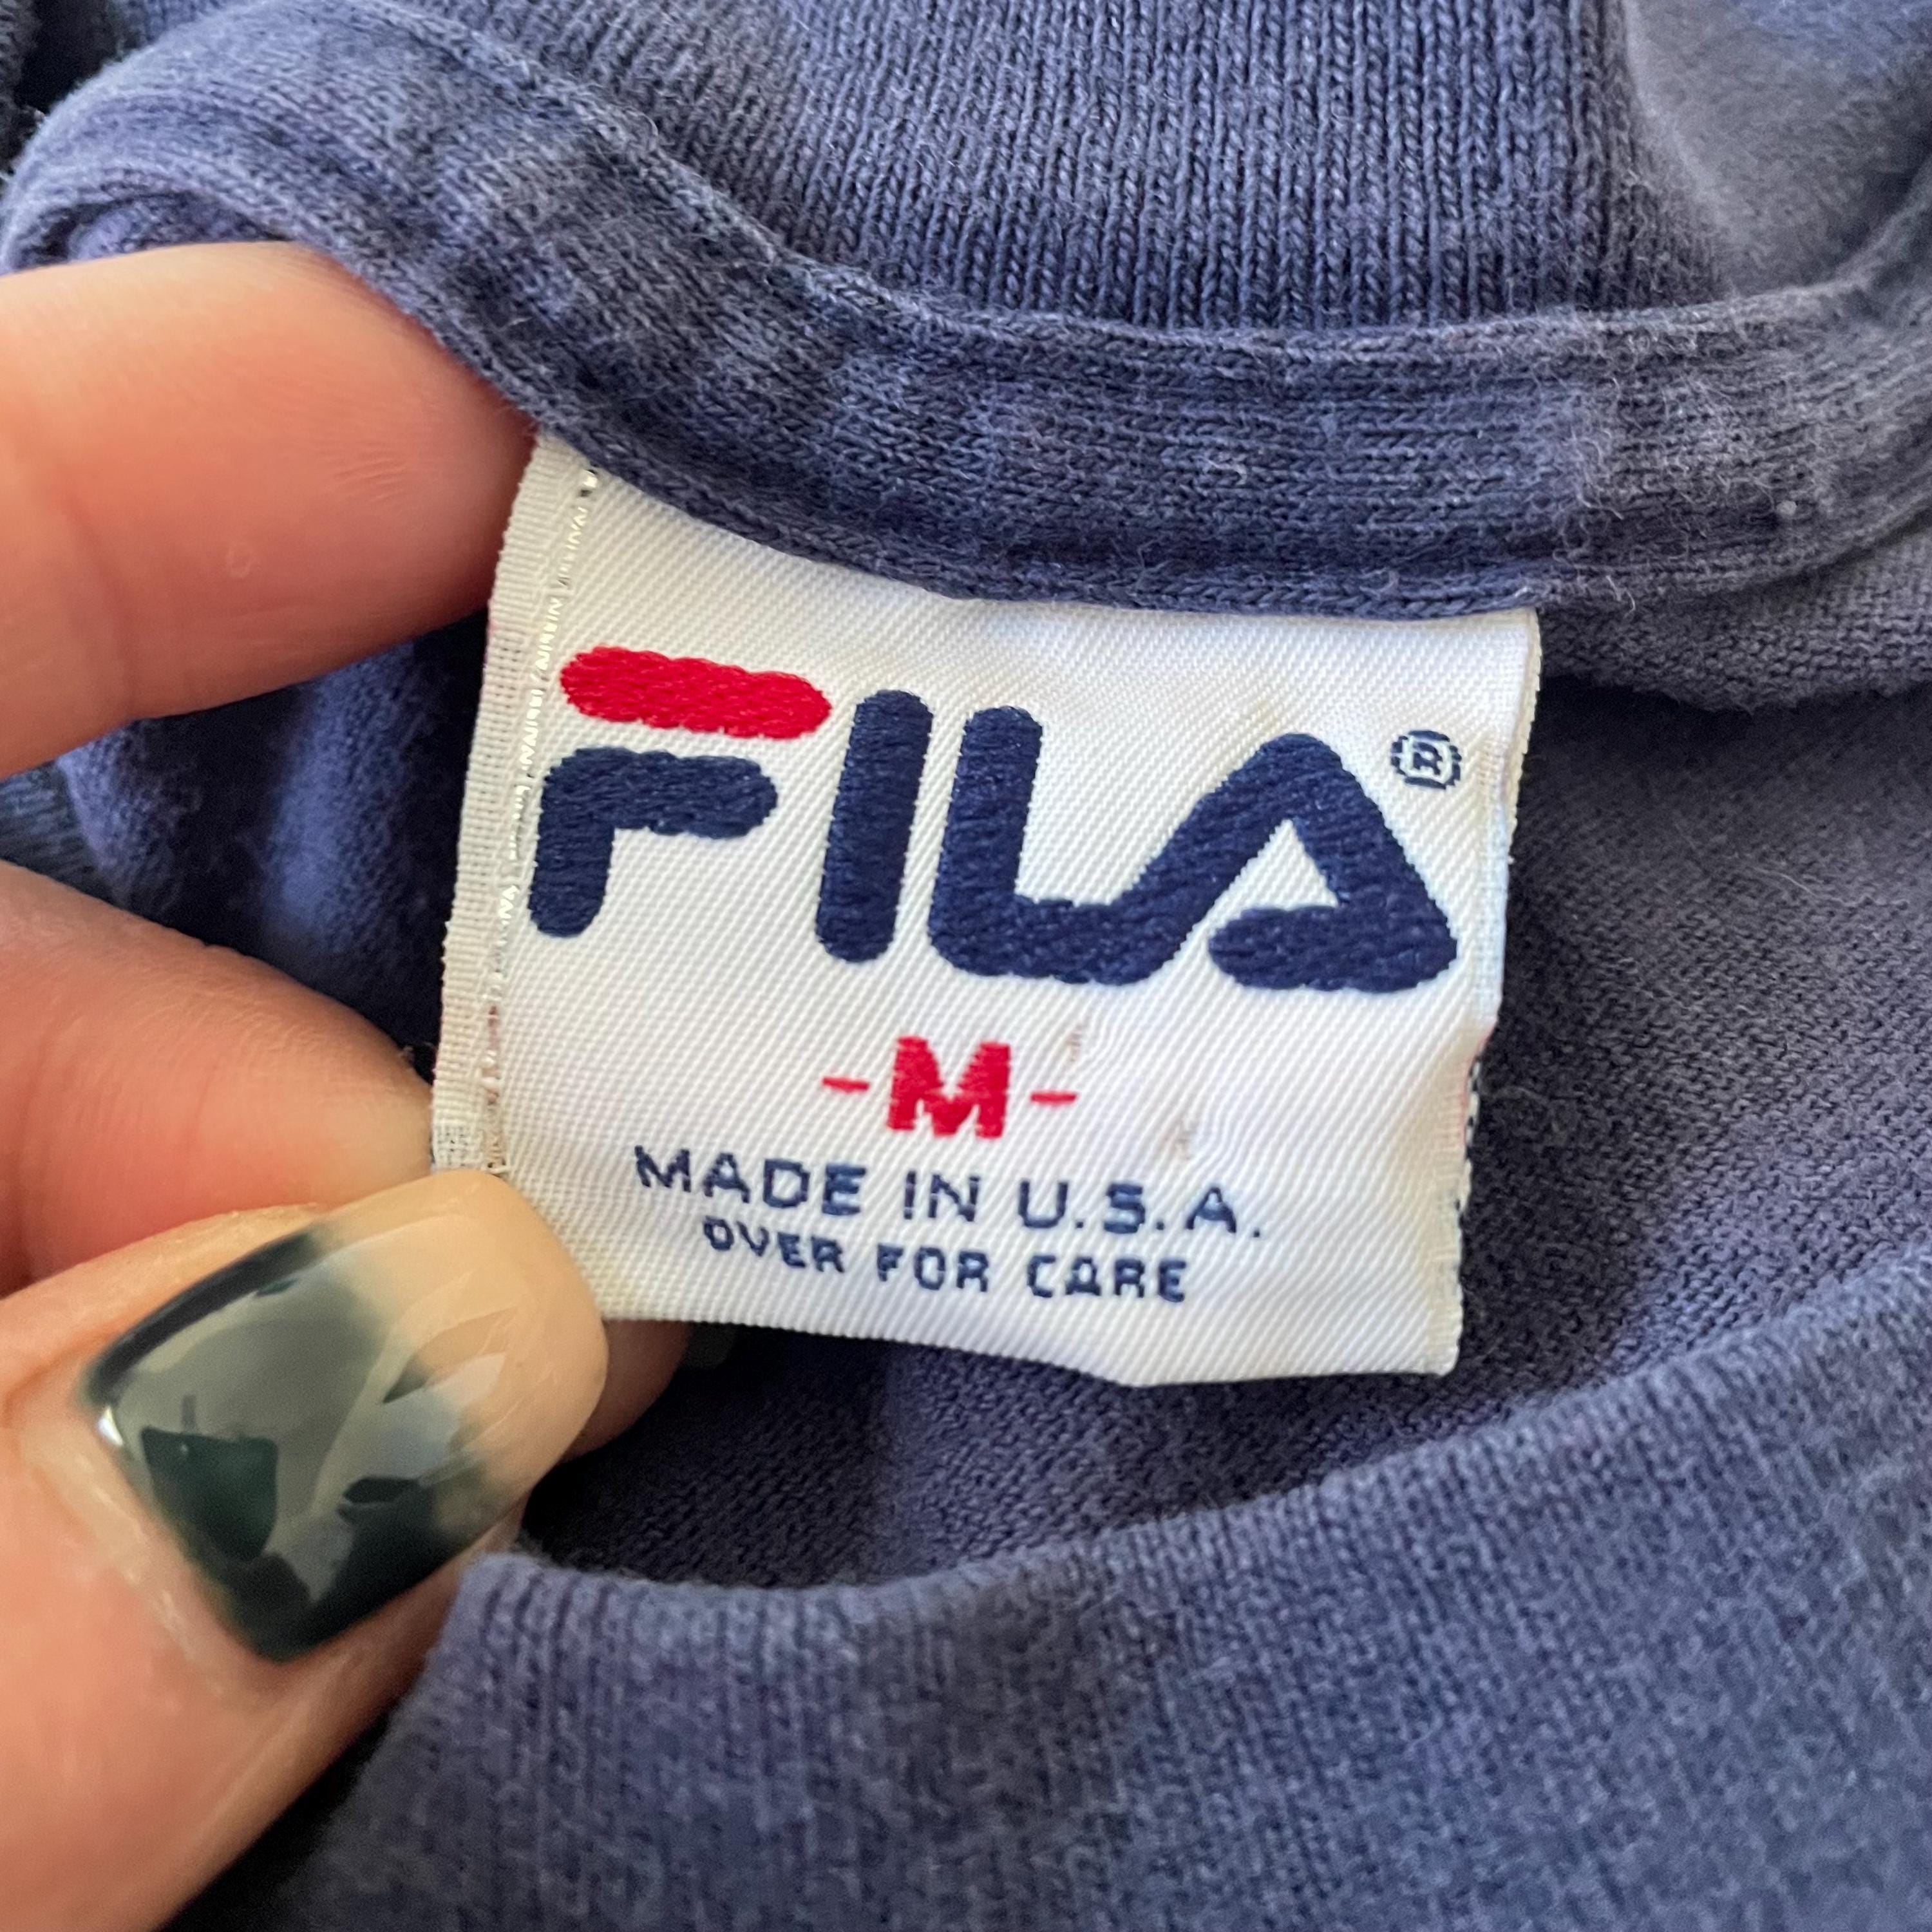 FILA®
-M-
MADE IN U.S.A.
OVER FOR CARE